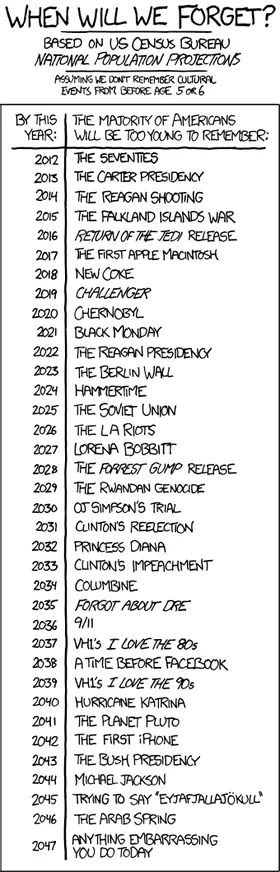 WHEN WILL WE FORGET?
BASED ON US CENSUS BUREAU
NATIONAL POPULATION PROJECTIONS
ASSUMING WE DON'T REMEMBER CULTURAL
EVENTS FROM BEFORE AGE 5 OR 6
BY THIS YEAR: THE MAJORITY OF AMERICANS WILL BE TOO YOUNG TO REMEMBER:
2012 THE SEVENTIES
2013 THE CARTER PRESIDENCY
2014 THE REAGAN SHOOTING
2015 THE FALKLAND ISLANDS WAR
2016 RETURN OF THE JEDI RELEASE
2017 THE FIRST APPLE MACINTOSH
2018 NEW COKE
2019 CHALLENGER
2020 CHERNOBYL
2021 BLACK MONDAY
2022 THE REAGAN PRESIDENCY
2023 THE BERLIN WALL
2024 HAMMERTIME
2025 THE SOVIET UNION
2026 THE LA RIOTS
2027 LORENA BOBBITT
2028 THE FORREST GUMP RELEASE
2029 THE RWANDAN GENOCIDE
2030 OJ SIMPSON'S TRIAL
2031 CLINTON'S REELECTION
2032 PRINCESS DIANA
2033 CLINTON'S IMPEACHMENT
2034 COLUMBINE
2035 FORGOT ABOUT DRE
2036 9/11
2037 VH1's I LOVE THE 80s
2038 A TIME BEFORE FACEBOOK
2039 VH1's I LOVE THE 90s
2040 HURRICANE KATRINA
2041 THE PLANET PLUTO
2042 THE FIRST iPHONE
2043 THE BUSH PRESIDENCY
2044 MICHAEL JACKSON
2045 TRYING TO SAY "EYJAFJALLAJÖKULL"
2046 THE ARAB SPRING
2047 ANYTHING EMBARRASSING
YOU DO TODAY